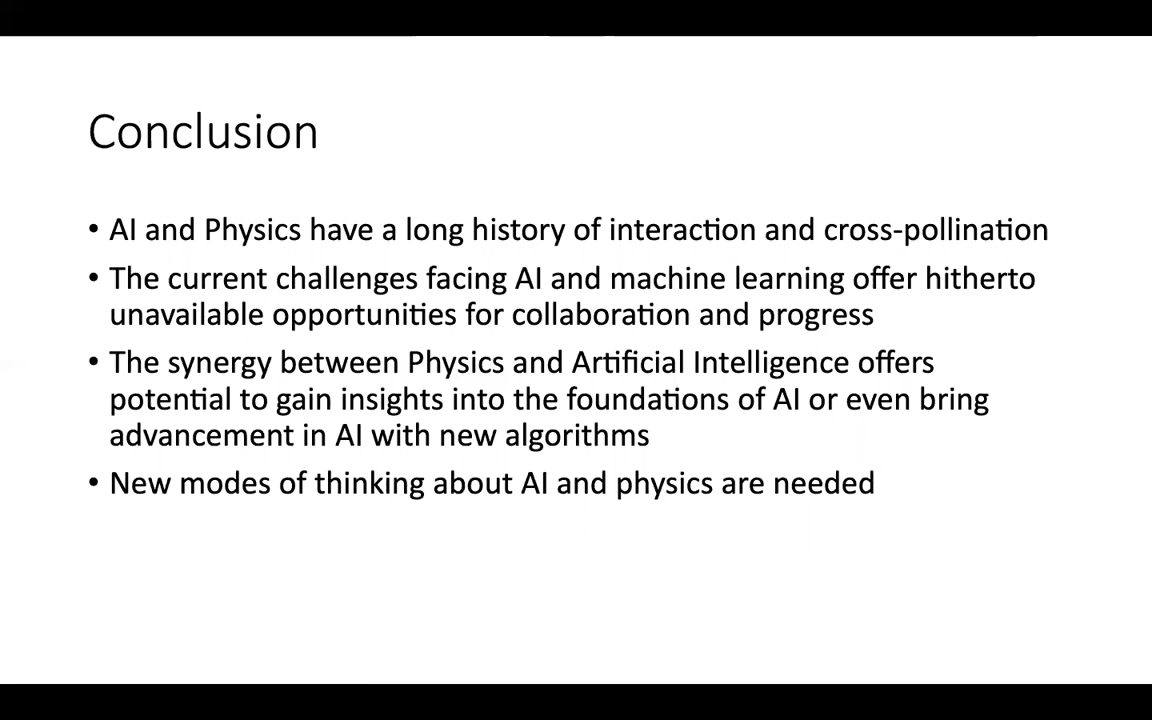 Conclusion
• AI and Physics have a long history of interaction and cross-pollination
• The current challenges facing AI and machine learning offer hitherto
unavailable opportunities for collaboration and progress
• The synergy between Physics and Artificial Intelligence offers
potential to gain insights into the foundations of AI or even bring
advancement in AI with new algorithms
• New modes of thinking about AI and physics are needed